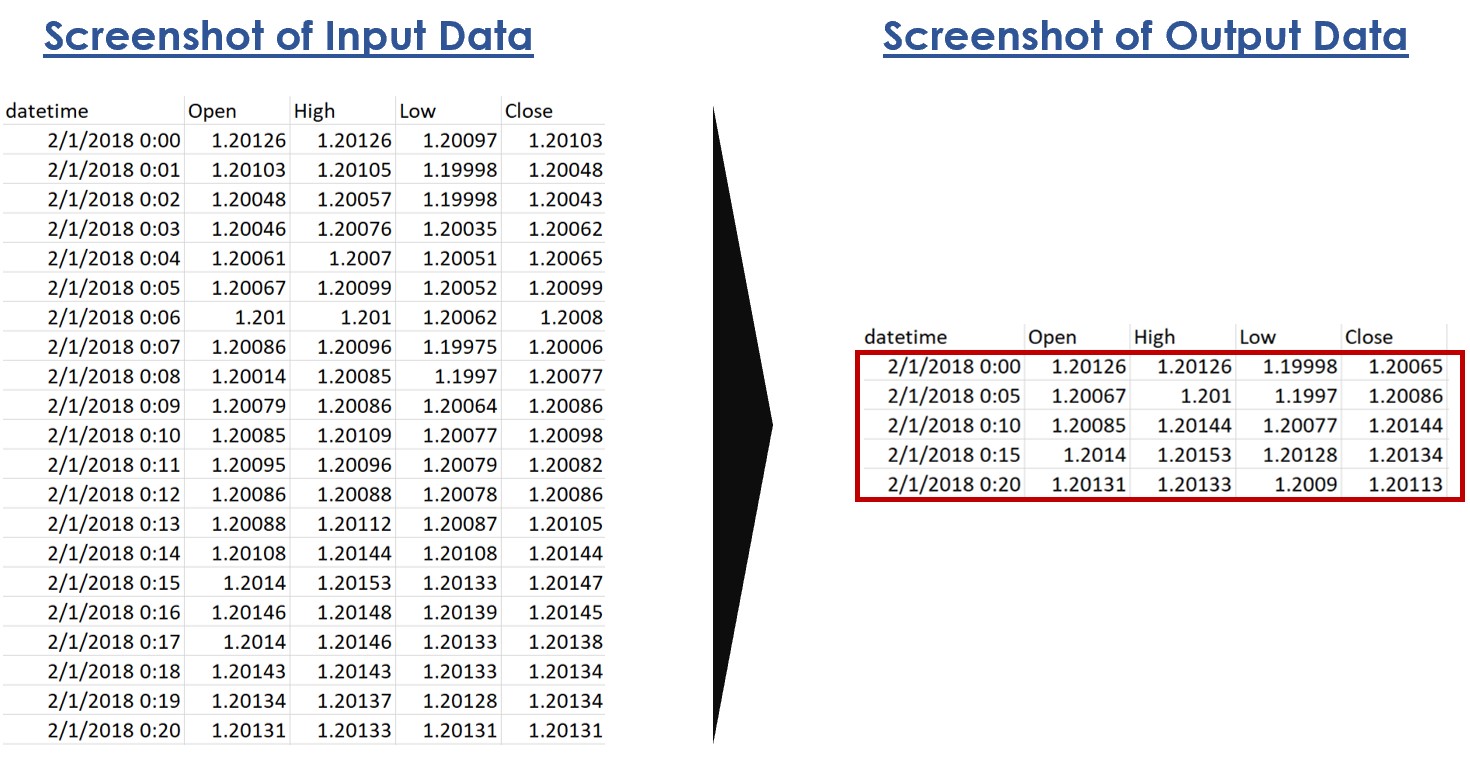 Screenshot of Input Data
datetime Open High Low Close
2/1/2018 0:00 1.20126 1.20126 1.20097 1.20103
2/1/2018 0:01 1.20103 1.20105 1.19998 1.20048
2/1/2018 0:02 1.20048 1.20057 1.19998 1.20043
2/1/2018 0:03 1.20046 1.20076 1.20035 1.20062
2/1/2018 0:04 1.20061 1.2007 1.20051 1.20065
2/1/2018 0:05 1.20067 1.20099 1.20052 1.20099
2/1/2018 0:06 1.201 1.201 1.20062 1.2008
2/1/2018 0:07 1.20086 1.20096 1.19975 1.20006
2/1/2018 0:08 1.20014 1.20085 1.1997 1.20077
2/1/2018 0:09 1.20079 1.20086 1.20064 1.20086
2/1/2018 0:10 1.20085 1.20109 1.20077 1.20098
2/1/2018 0:11 1.20095 1.20096 1.20079 1.20082
2/1/2018 0:12 1.20086 1.20088 1.20078 1.20086
2/1/2018 0:13 1.20088 1.20112 1.20087 1.20105
2/1/2018 0:14 1.20108 1.20144 1.20108 1.20144
2/1/2018 0:15 1.2014 1.20153 1.20133 1.20147
2/1/2018 0:16 1.20146 1.20148 1.20139 1.20145
2/1/2018 0:17 1.2014 1.20146 1.20133 1.20138
2/1/2018 0:18 1.20143 1.20143 1.20133 1.20134
2/1/2018 0:19 1.20134 1.20137 1.20128 1.20134
2/1/2018 0:20 1.20131 1.20133 1.20131 1.20131
Screenshot of Output Data
datetime Open High Low Close
2/1/2018 0:00 1.20126 1.20126 1.19998 1.20065
2/1/2018 0:05 1.20067 1.201 1.1997 1.20086
2/1/2018 0:10 1.20085 1.20144 1.20077 1.20144
2/1/2018 0:15 1.2014 1.20153 1.20128 1.20134
2/1/2018 0:20 1.20131 1.20133 1.2009 1.20113